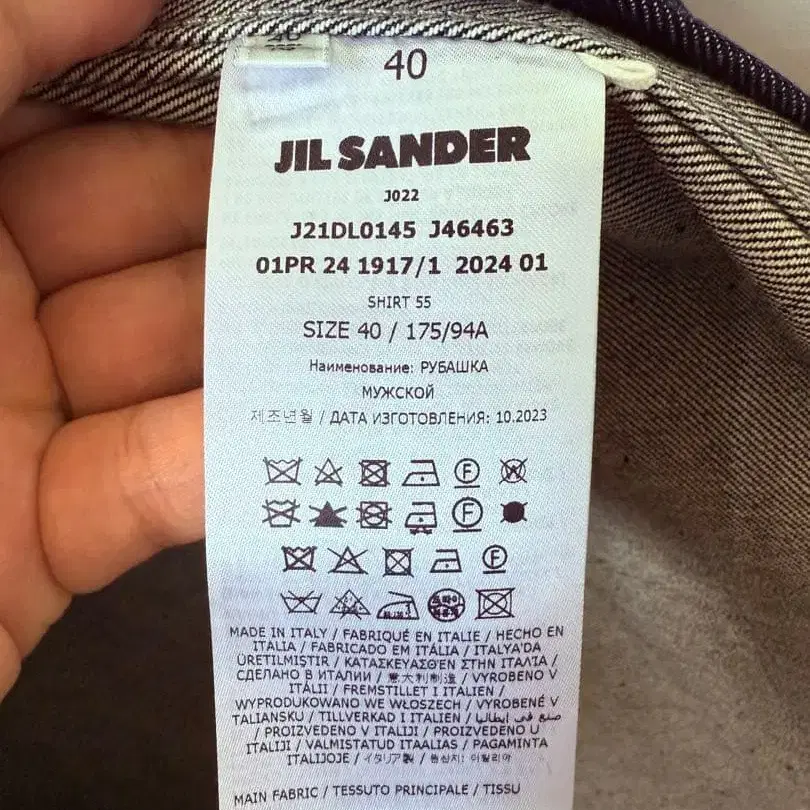 40
JIL SANDER
J022
J21DL0145 J46463
01PR 24 1917/1 2024 01
SHIRT 55
SIZE 40 / 175/94A
Наименование: РУБАШКА
МУЖСКОЙ
제조년월 / ДАТА ИЗГОТОВЛЕНИЯ: 10.2023
F W
F
F
MADE IN ITALY / FABRIQUÉ EN ITALIE / HECHO EN
ITALIA / FABRICADO EM ITÁLIA / ITALYA'DA
ÜRETILMIŞTIR / ΚΑΤΑΣΚΕΥΑΣΘΕΝ ΣΤΗΝ ΙΤΑΛΙΑ /
СДЕЛАНО В ИТАЛИИ / 意大利制造 / VYROBENO V
ITÁLII / FREMSTILLET I ITALIEN /
WYPRODUKOWANO WE WŁOSZECH / VYROBENÉ V
TALIANSKU / TILLVERKAD I ITALIEN / صنع في إيطاليا
/ PROIZVEDENO V ITALIJI / PROIZVEDENO U
ITALIJI / VALMISTATUD ITAALIAS / PAGAMINTA
ITALIJOJE / イタリア製 / 원산지: 이탈리아
MAIN FABRIC / TESSUTO PRINCIPALE / TISSU